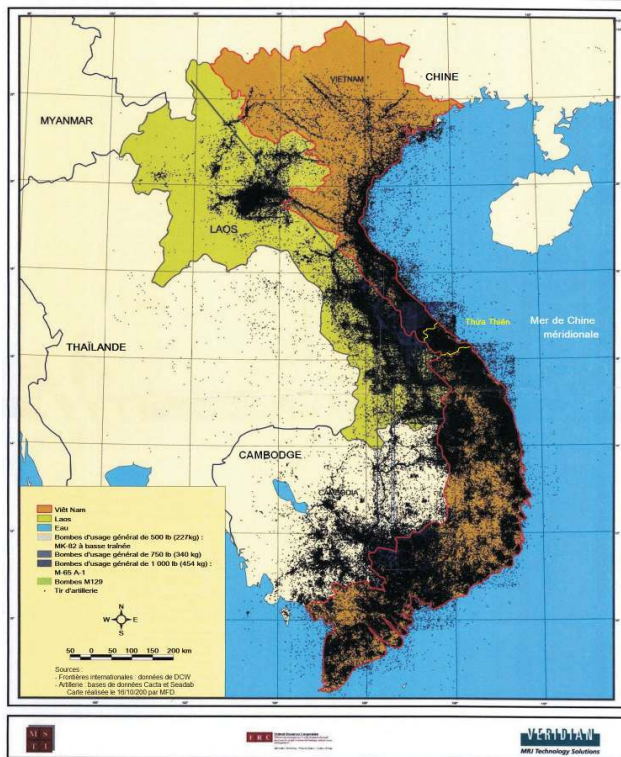 CHINE
VIETNAM
MYANMAR
LAOS
Thừa Thiên
Mer de Chine
méridionale
THAÏLANDE
CAMBODGE
CAMBODIA
Viêt Nam
Laos
Eau
Bombes d'usage général de 500 lb (227kg) :
MK-82 à basse traînée
Bombes d'usage général de 750 lb (340 kg)
Bombes d'usage général de 1 000 lb (454 kg) :
M-65 A-1
Bombes M129
Tir d'artillerie
N
W E
S
50 0 50 100 150 200 km
Sources :
- Frontières internationales : données de DCW
- Artillerie : bases de données Cacta et Seadab
Carte réalisée le 16/10/200 par MFD
M S
T I
E R C
VERIDIAN
MRJ Technology Solutions